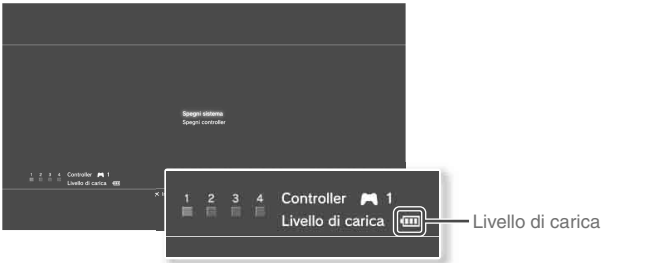 Spegni sistema
Spegni controller
1 2 3 4 Controller 1
Livello di carica
1 2 3 4 Controller 1
Livello di carica
Livello di carica